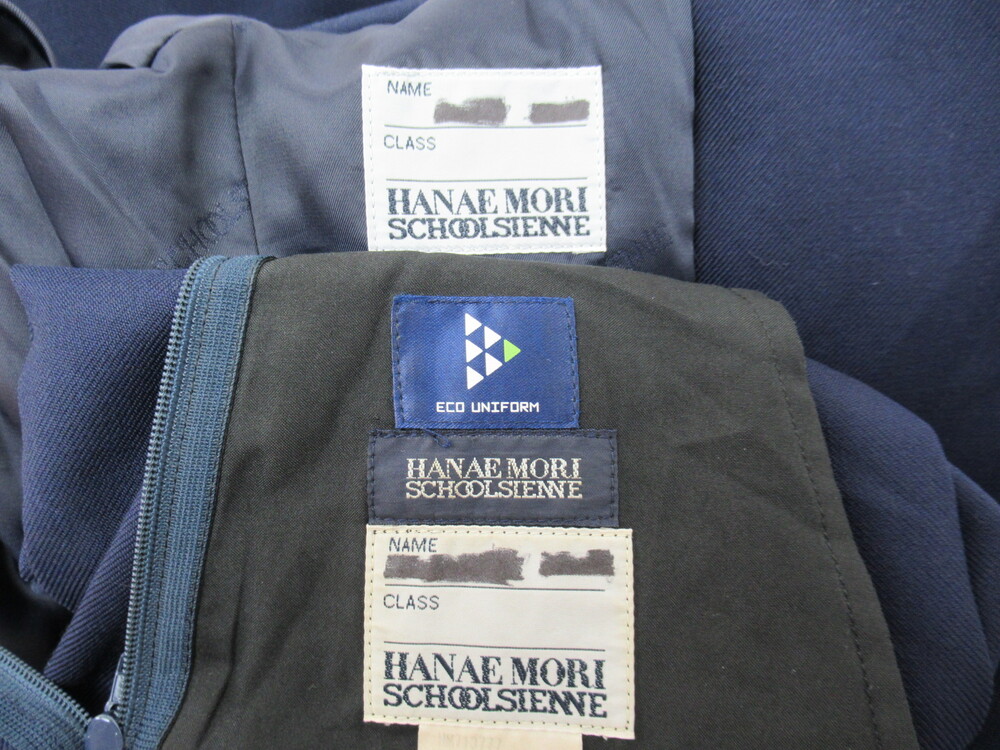 NAME
CLASS
HANAE MORI
SCHOOLSIENNE
ECO UNIFORM
HANAE MORI
SCHOOLSIENNE
NAME
CLASS
HANAE MORI
SCHOOLSIENNE